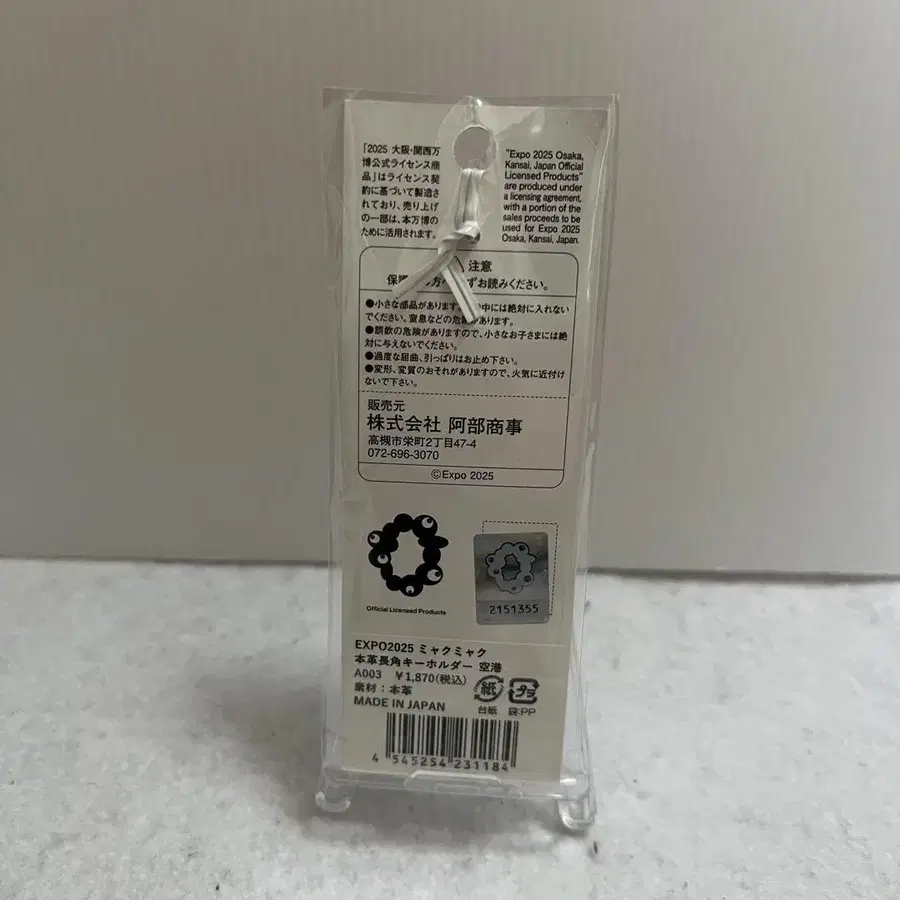 「2025 大阪・関西万
博公式ライセンス商
品」はライセンス契
約に基づいて製造さ
れており、売り上げ
の一部は、本万博の
ために活用されます。
"Expo 2025 Osaka,
Kansai, Japan Official
Licensed Products"
are produced under
a licensing agreement,
with a portion of the
sales proceeds to be
used for Expo 2025
Osaka, Kansai, Japan.
注意
ずお読みください。
●小さな部品があります。 中には絶対に入れない
でください。窒息などの危険があります。
●誤飲の危険がありますので、小さなお子さまには絶
対に与えないでください。
●過度な屈曲、引っぱりはお止め下さい。
●変形、変質のおそれがありますので、火気に近付け
ないで下さい。
販売元
株式会社 阿部商事
高槻市栄町2丁目47-4
072-696-3070
©Expo 2025
Official Licensed Products
2151355
EXPO2025 ミャクミャク
本革長角キーホルダー 空港
A003 ¥1,870(税込)
素材:本革
MADE IN JAPAN
紙 プラ
台紙 袋:PP
4 545254 231184